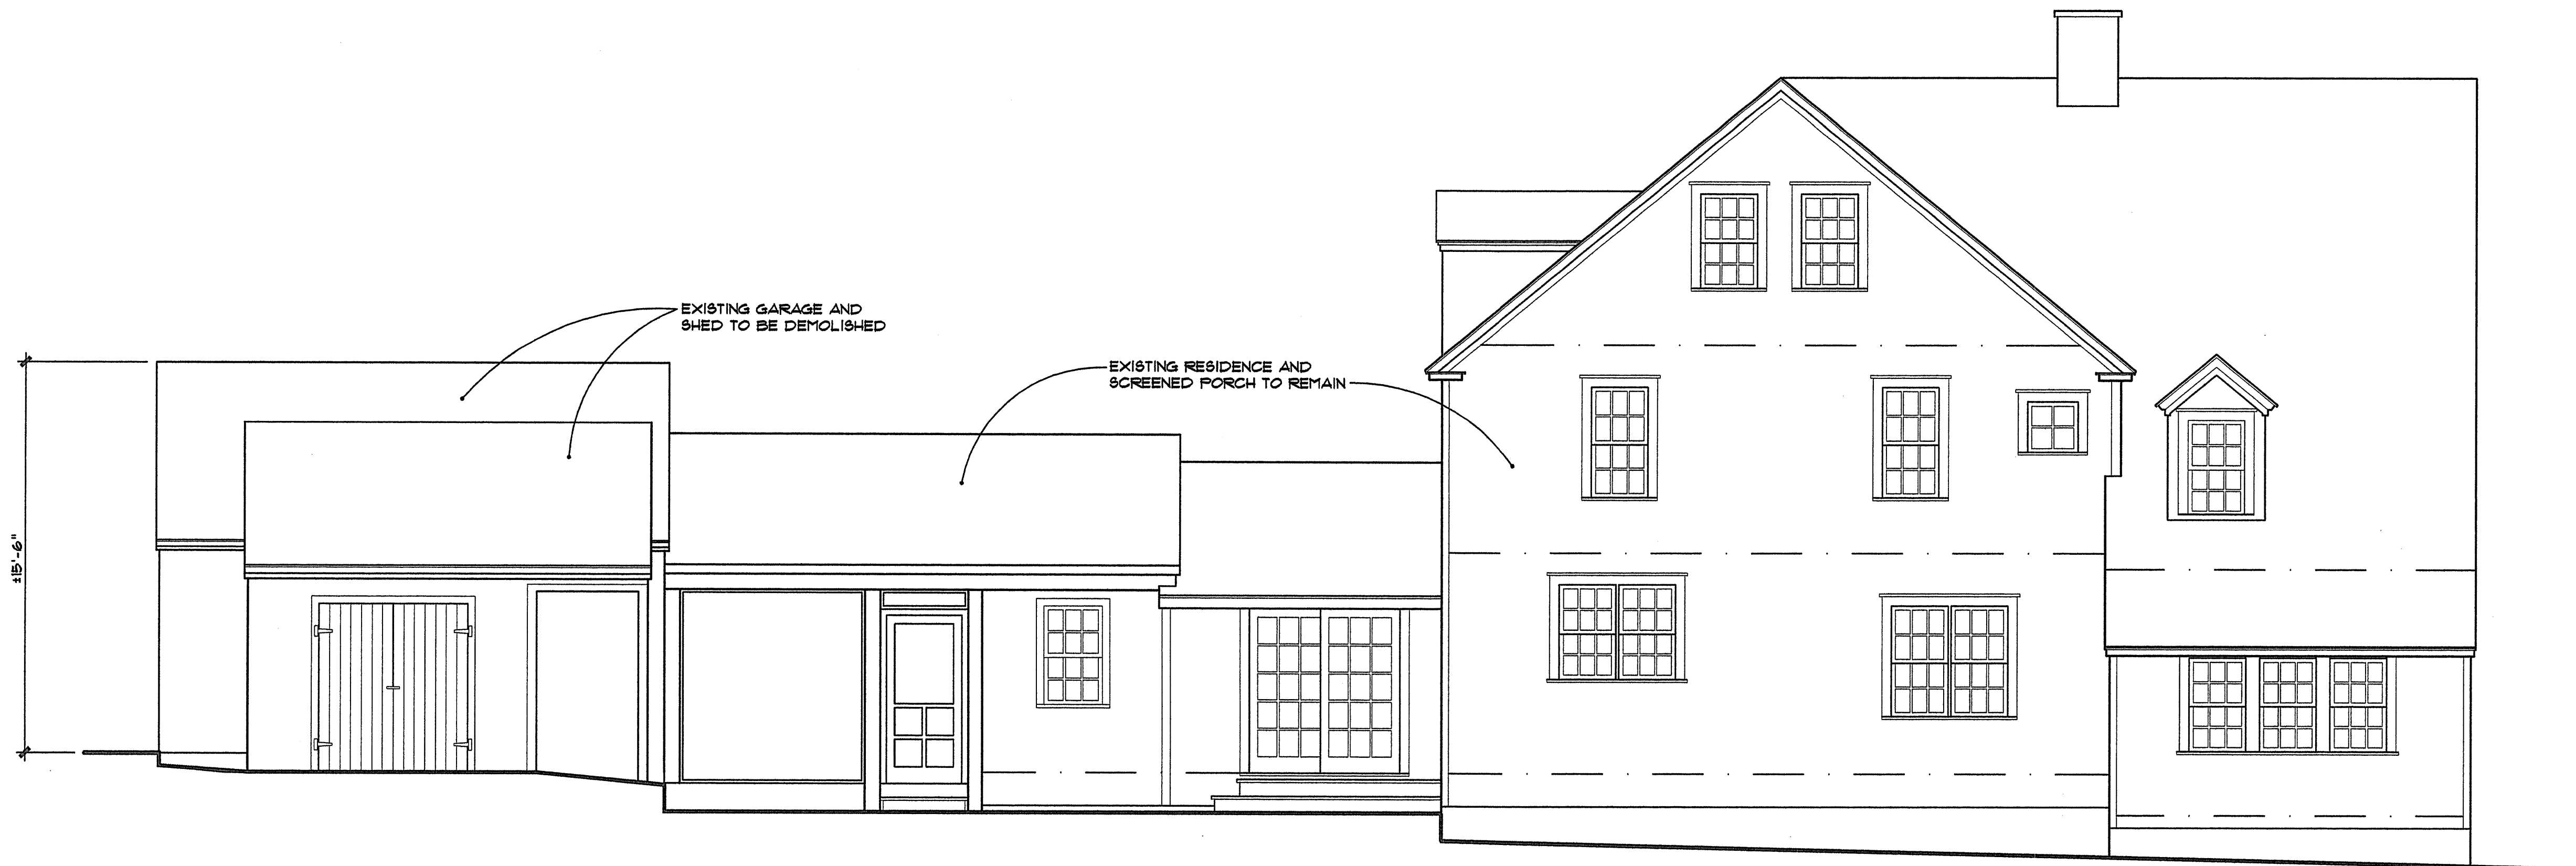 EXISTING GARAGE AND
SHED TO BE DEMOLISHED
EXISTING RESIDENCE AND
SCREENED PORCH TO REMAIN
±15'-6"